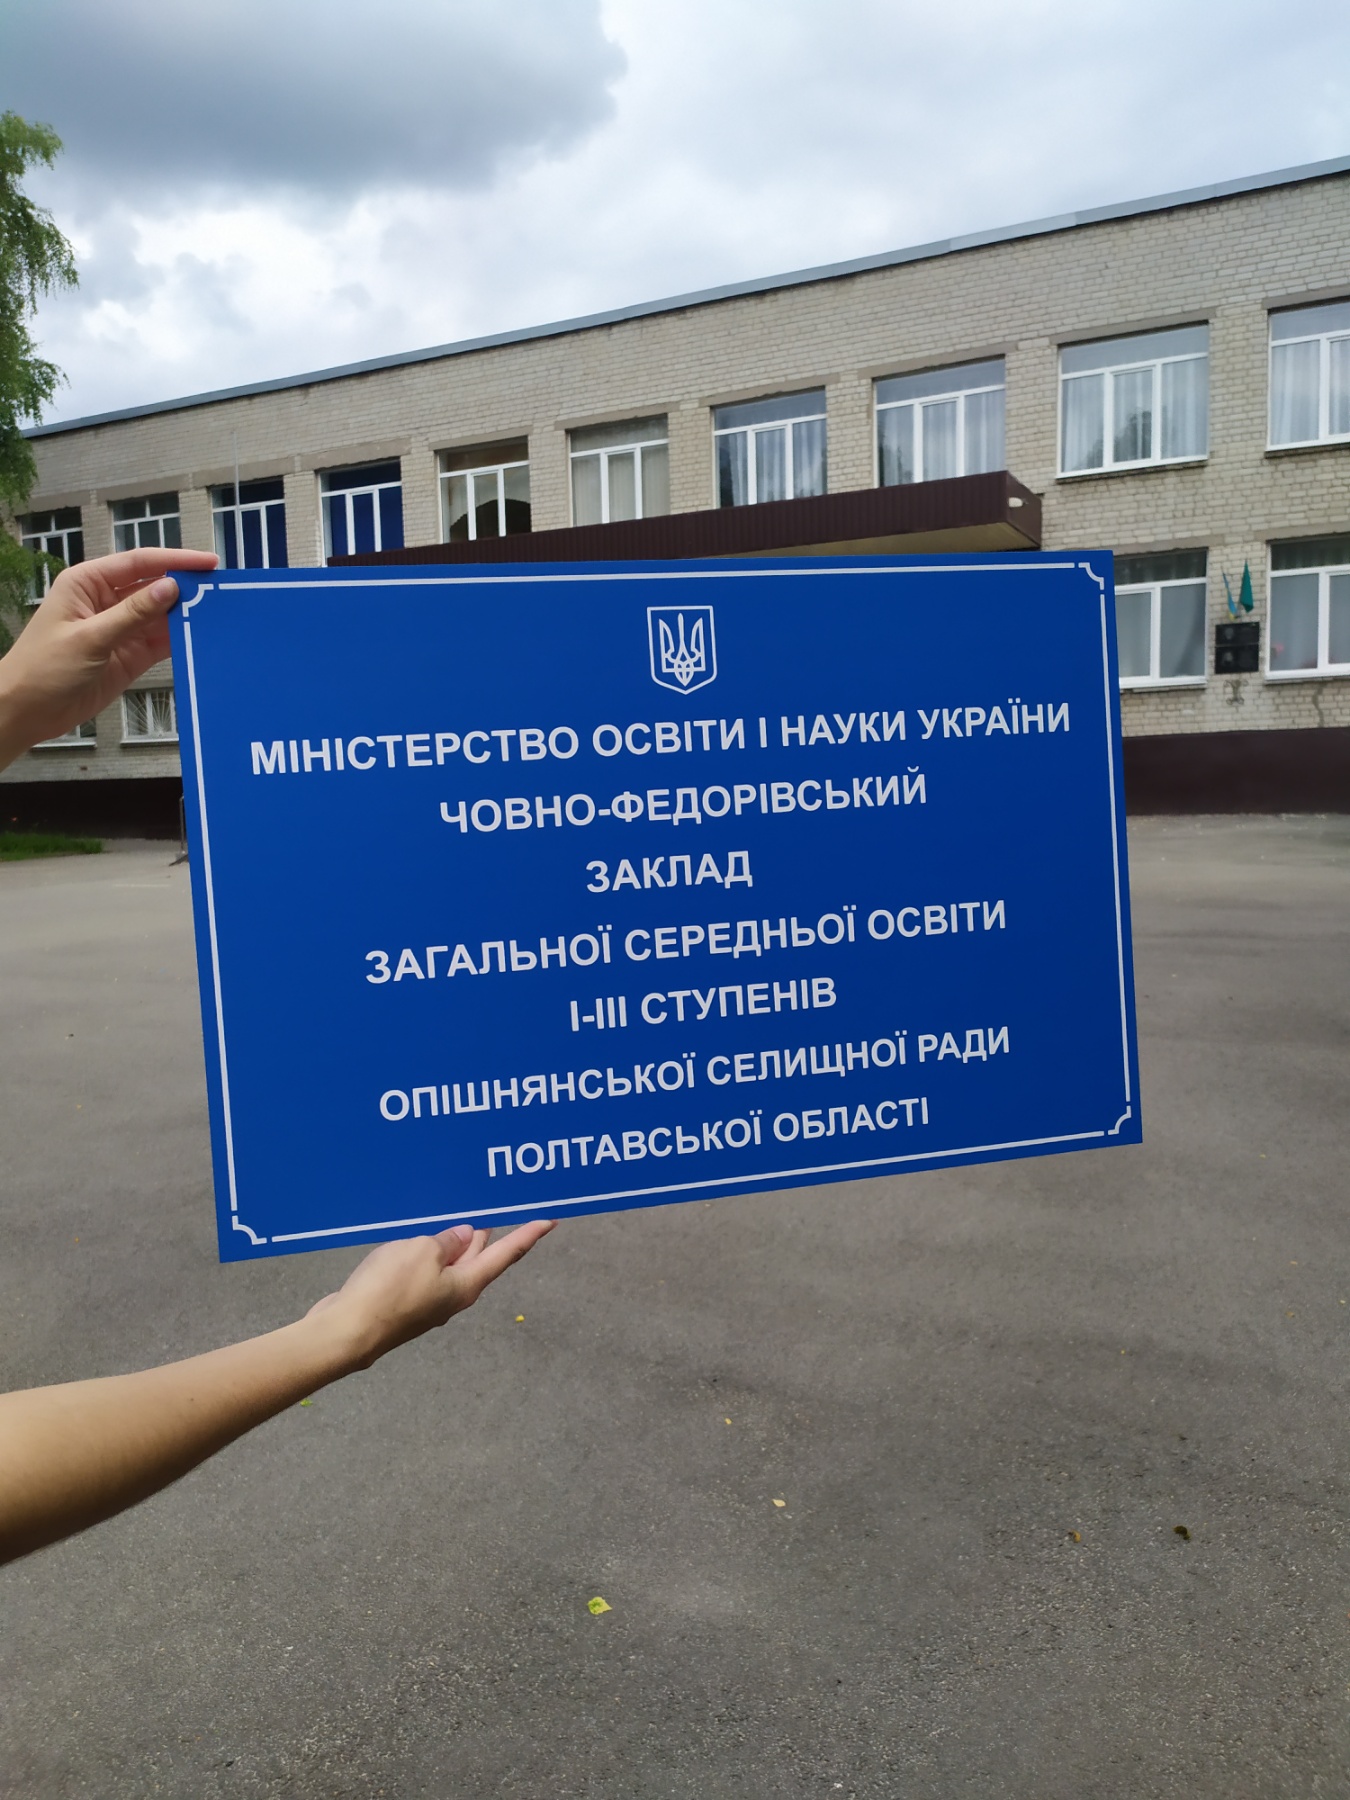 МІНІСТЕРСТВО ОСВІТИ І НАУКИ УКРАЇНИ
ЧОВНО-ФЕДОРІВСЬКИЙ
ЗАКЛАД
ЗАГАЛЬНОЇ СЕРЕДНЬОЇ ОСВІТИ
І-ІІІ СТУПЕНІВ
ОПІШНЯНСЬКОЇ СЕЛИЩНОЇ РАДИ
ПОЛТАВСЬКОЇ ОБЛАСТІ